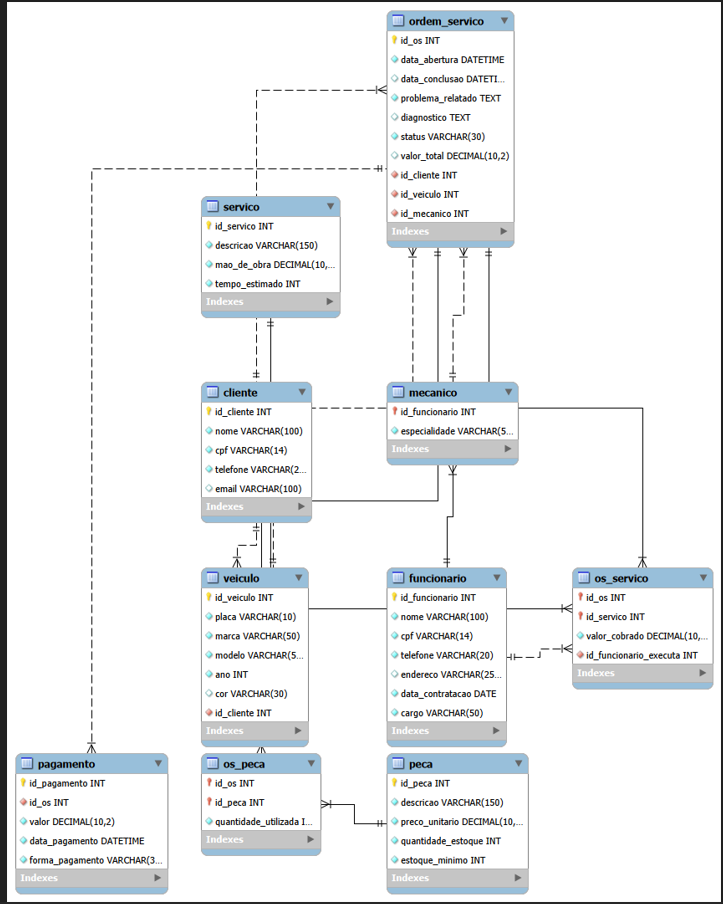 ordem_servico
id_os INT
data_abertura DATETIME
data_conclusao DATETI...
problema_relatado TEXT
diagnostico TEXT
status VARCHAR(30)
valor_total DECIMAL(10,2)
id_cliente INT
id_veiculo INT
id_mecanico INT
Indexes
servico
id_servico INT
descricao VARCHAR(150)
mao_de_obra DECIMAL(10,...
tempo_estimado INT
Indexes
cliente
id_cliente INT
nome VARCHAR(100)
cpf VARCHAR(14)
telefone VARCHAR(2...
email VARCHAR(100)
Indexes
mecanico
id_funcionario INT
especialidade VARCHAR(5...
Indexes
veiculo
id_veiculo INT
placa VARCHAR(10)
marca VARCHAR(50)
modelo VARCHAR(5...
ano INT
cor VARCHAR(30)
id_cliente INT
Indexes
funcionario
id_funcionario INT
nome VARCHAR(100)
cpf VARCHAR(14)
telefone VARCHAR(20)
endereco VARCHAR(25...
data_contratacao DATE
cargo VARCHAR(50)
Indexes
os_servico
id_os INT
id_servico INT
valor_cobrado DECIMAL(10,...
id_funcionario_executa INT
Indexes
pagamento
id_pagamento INT
id_os INT
valor DECIMAL(10,2)
data_pagamento DATETIME
forma_pagamento VARCHAR(3...
Indexes
os_peca
id_os INT
id_peca INT
quantidade_utilizada I...
Indexes
peca
id_peca INT
descricao VARCHAR(150)
preco_unitario DECIMAL(10,...
quantidade_estoque INT
estoque_minimo INT
Indexes